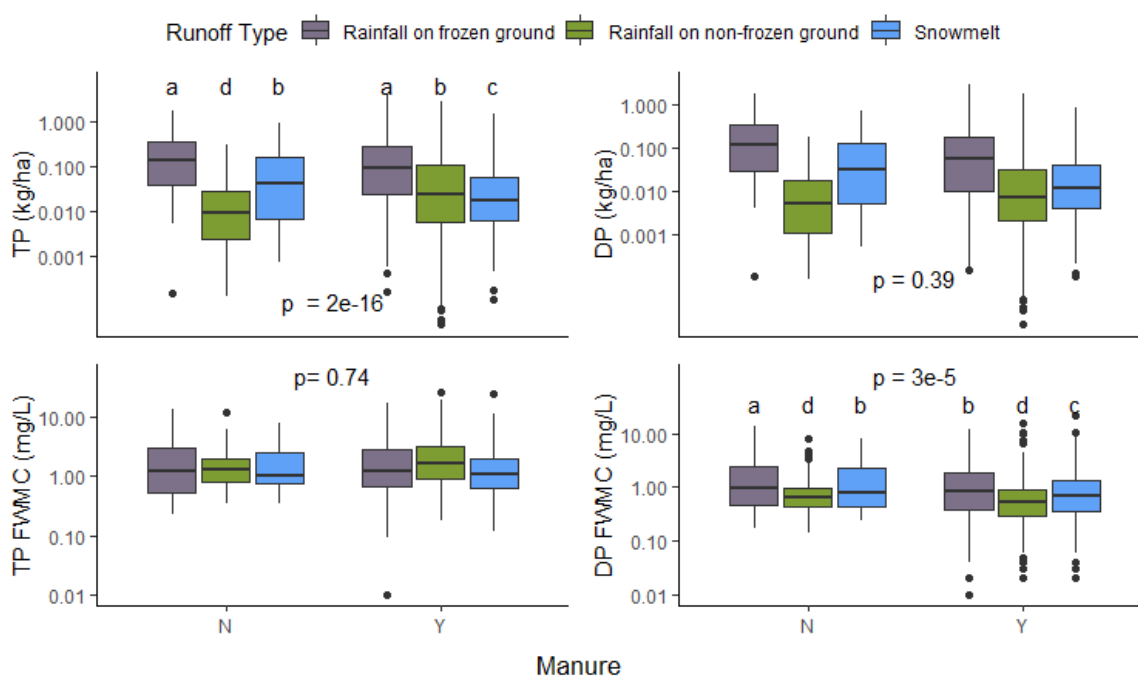 Runoff Type Rainfall on frozen ground Rainfall on non-frozen ground Snowmelt
TP (kg/ha)
1.000
0.100
0.010
0.001
a d b a b c
p = 2e-16
DP (kg/ha)
1.000
0.100
0.010
0.001
p = 0.39
TP FWMC (mg/L)
10.00
1.00
0.10
0.01
p= 0.74
N Y
DP FWMC (mg/L)
10.00
1.00
0.10
0.01
p = 3e-5
a d b b d c
N Y
Manure